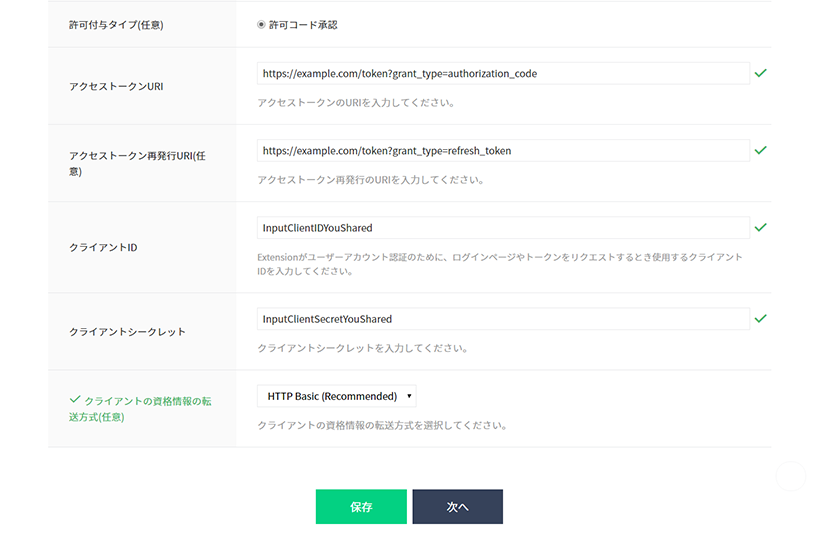 許可付与タイプ(任意)
許可コード承認
アクセストークンURI
https://example.com/token?grant_type=authorization_code
アクセストークンのURIを入力してください。
アクセストークン再発行URI(任
意)
https://example.com/token?grant_type=refresh_token
アクセストークン再発行のURIを入力してください。
クライアントID
InputClientIDYouShared
Extensionがユーザーアカウント認証のために、ログインページやトークンをリクエストするとき使用するクライアント
IDを入力してください。
クライアントシークレット
InputClientSecretYouShared
クライアントシークレットを入力してください。
クライアントの資格情報の転
送方式(任意)
HTTP Basic (Recommended)
クライアントの資格情報の転送方式を選択してください。
保存
次へ